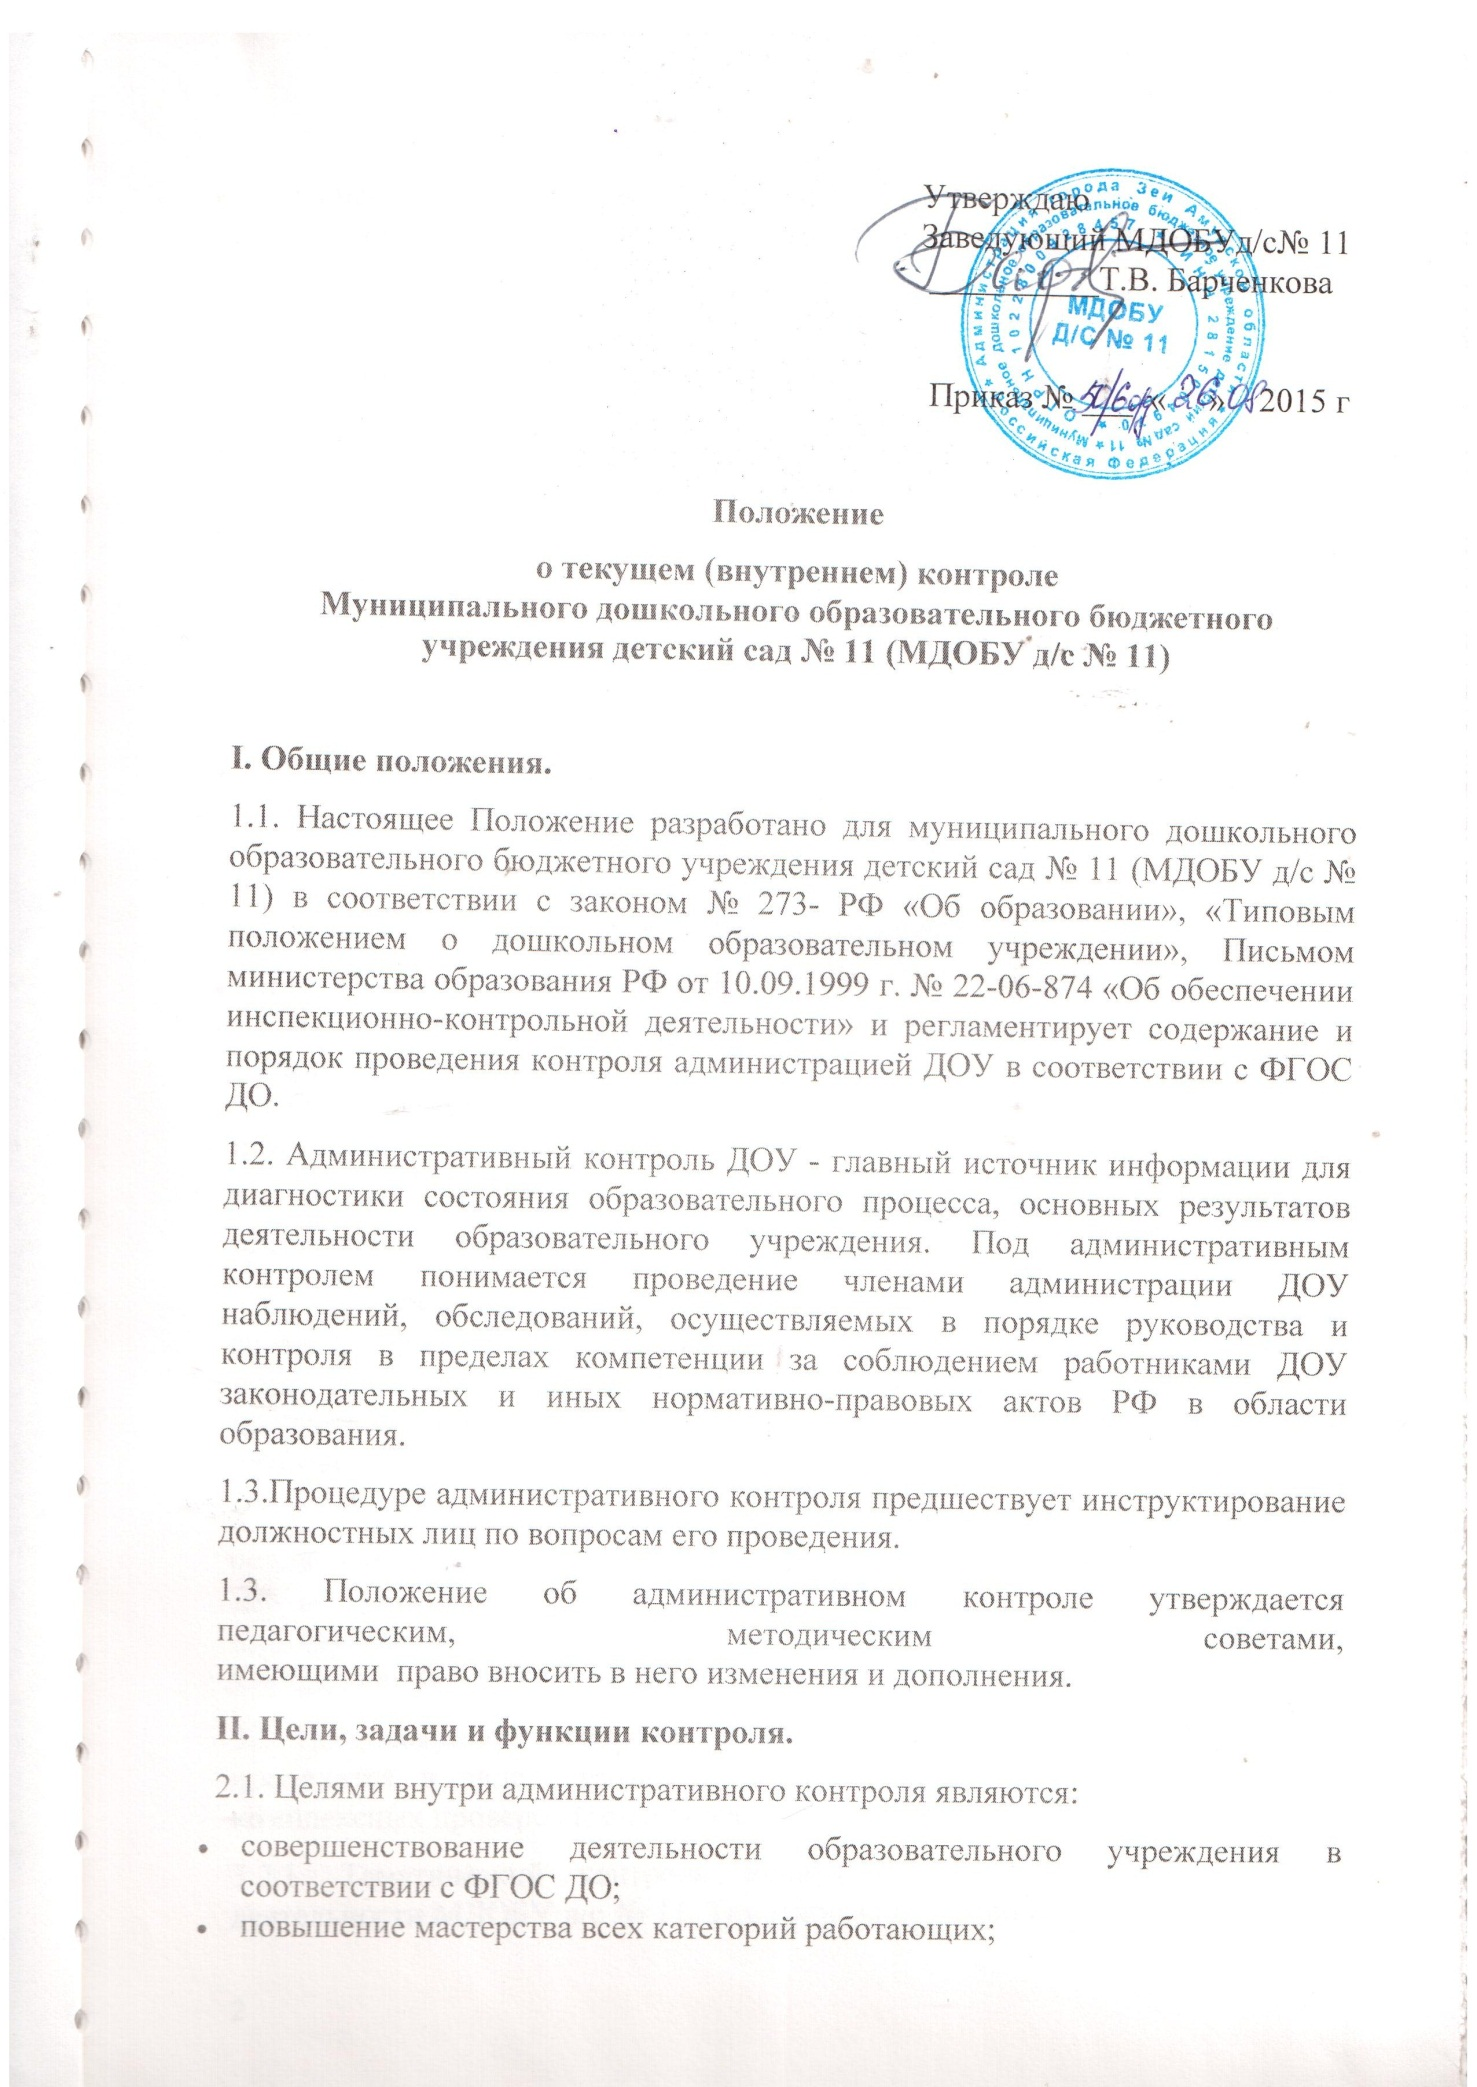 Утверждаю
Заведующий МДОБУд/с№ 11
Т.В. Барченкова
МДОБУ
Д/С № 11
Приказ № « 26 » 08 2015 г
Положение
о текущем (внутреннем) контроле
Муниципального дошкольного образовательного бюджетного
учреждения детский сад № 11 (МДОБУ д/с № 11)
I. Общие положения.
1.1. Настоящее Положение разработано для муниципального дошкольного
образовательного бюджетного учреждения детский сад № 11 (МДОБУ д/с №
11) в соответствии с законом № 273- РФ «Об образовании», «Типовым
положением о дошкольном образовательном учреждении», Письмом
министерства образования РФ от 10.09.1999 г. № 22-06-874 «Об обеспечении
инспекционно-контрольной деятельности» и регламентирует содержание и
порядок проведения контроля администрацией ДОУ в соответствии с ФГОС
ДО.
1.2. Административный контроль ДОУ - главный источник информации для
диагностики состояния образовательного процесса, основных результатов
деятельности образовательного учреждения. Под административным
контролем понимается проведение членами администрации ДОУ
наблюдений, обследований, осуществляемых в порядке руководства и
контроля в пределах компетенции за соблюдением работниками ДОУ
законодательных и иных нормативно-правовых актов РФ в области
образования.
1.3.Процедуре административного контроля предшествует инструктирование
должностных лиц по вопросам его проведения.
1.3. Положение об административном контроле утверждается
педагогическим, методическим советами,
имеющими право вносить в него изменения и дополнения.
II. Цели, задачи и функции контроля.
2.1. Целями внутри административного контроля являются:
• совершенствование деятельности образовательного учреждения в
соответствии с ФГОС ДО;
• повышение мастерства всех категорий работающих;